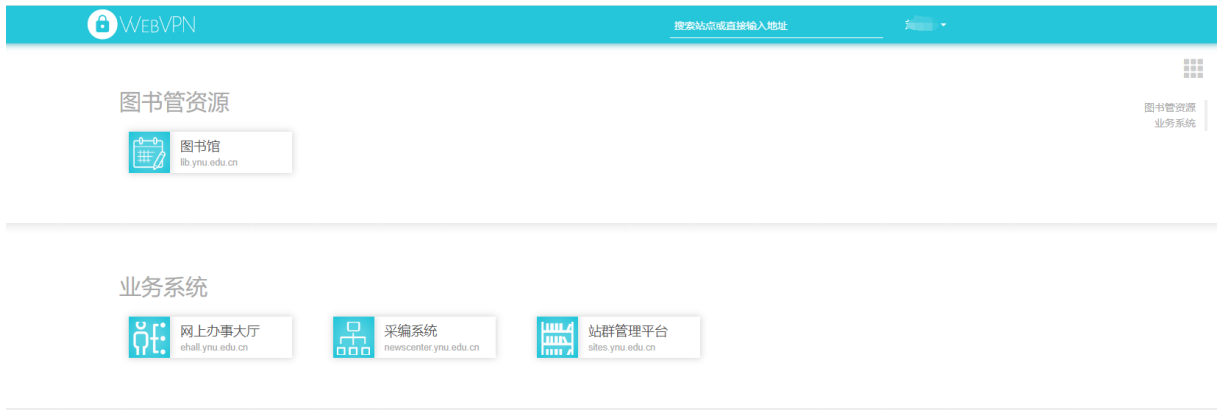 WEBVPN
搜索站点或直接输入地址
图书管资源
图书管资源
业务系统
图书馆
lib.ynu.edu.cn
业务系统
网上办事大厅
ehall.ynu.edu.cn
采编系统
newscenter.ynu.edu.cn
站群管理平台
sites.ynu.edu.cn